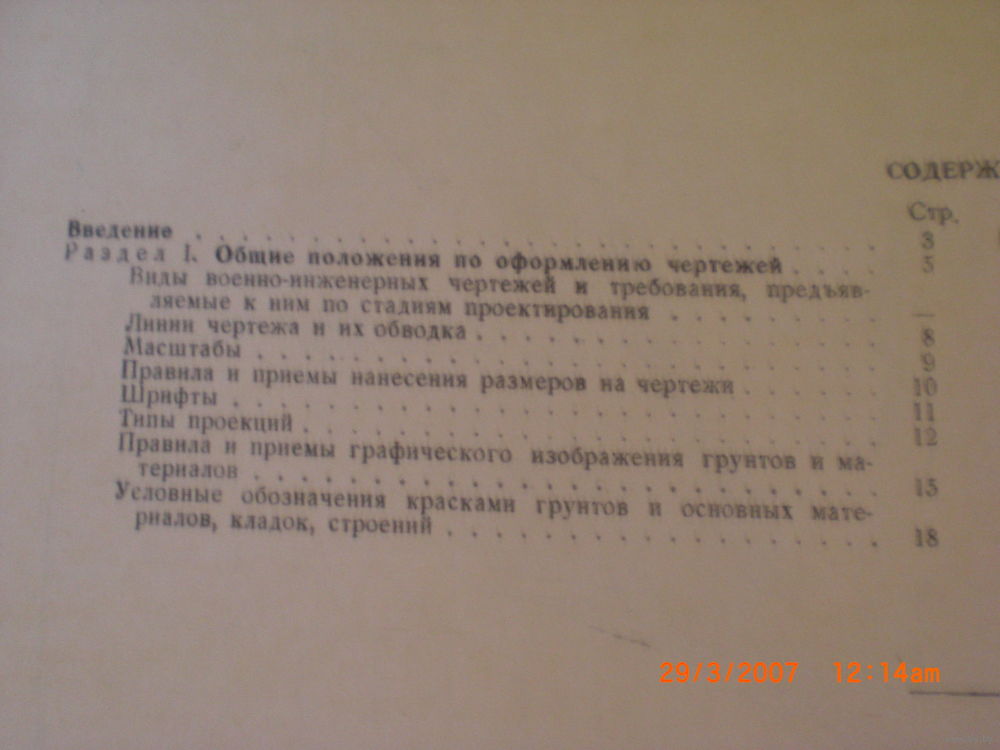 СОДЕРЖ
Стр.
Введение . . . . . . . . . . . . . . . . . . . . . . . . 3
Раздел I. Общие положения по оформлению чертежей . . . . 5
Виды военно-инженерных чертежей и требования, предъяв-
ляемые к ним по стадиям проектирования . . . . . . . . —
Линии чертежа и их обводка . . . . . . . . . . . . . . 8
Масштабы . . . . . . . . . . . . . . . . . . . . . . 9
Правила и приемы нанесения размеров на чертежи . . . . . 10
Шрифты . . . . . . . . . . . . . . . . . . . . . . . 11
Типы проекций . . . . . . . . . . . . . . . . . . . . 12
Правила и приемы графического изображения грунтов и ма-
териалов . . . . . . . . . . . . . . . . . . . . . . 15
Условные обозначения красками грунтов и основных мате-
риалов, кладок, строений . . . . . . . . . . . . . . . 18
29/3/2007 12:14am